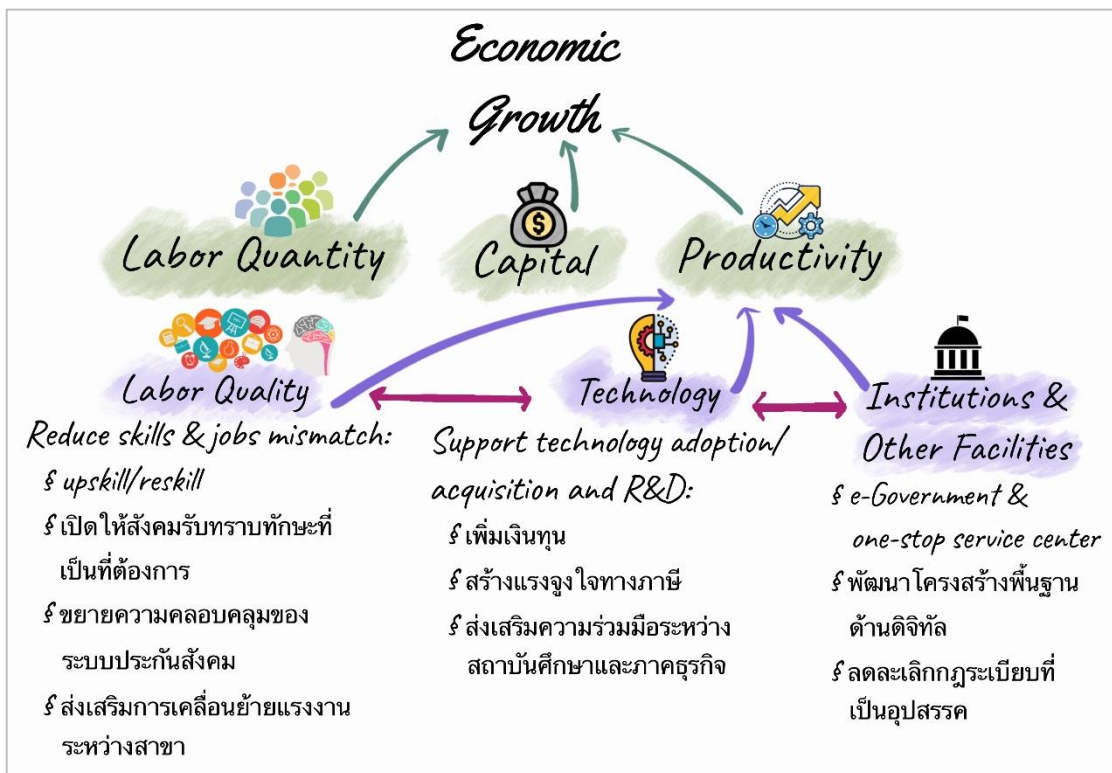 Economic
Growth
Labor Quantity
Capital
Productivity
Labor Quality
Technology
Institutions &
Other Facilities
Reduce skills & jobs mismatch:
§ upskill/reskill
§ เปิดให้สังคมรับทราบทักษะที่
เป็นที่ต้องการ
§ ขยายความคลอบคลุมของ
ระบบประกันสังคม
§ ส่งเสริมการเคลื่อนย้ายแรงงาน
ระหว่างสาขา
Support technology adoption/
acquisition and R&D:
§ เพิ่มเงินทุน
§ สร้างแรงจูงใจทางภาษี
§ ส่งเสริมความร่วมมือระหว่าง
สถาบันศึกษาและภาคธุรกิจ
§ e-Government &
one-stop service center
§ พัฒนาโครงสร้างพื้นฐาน
ด้านดิจิทัล
§ ลดละเลิกกฎระเบียบที่
เป็นอุปสรรค